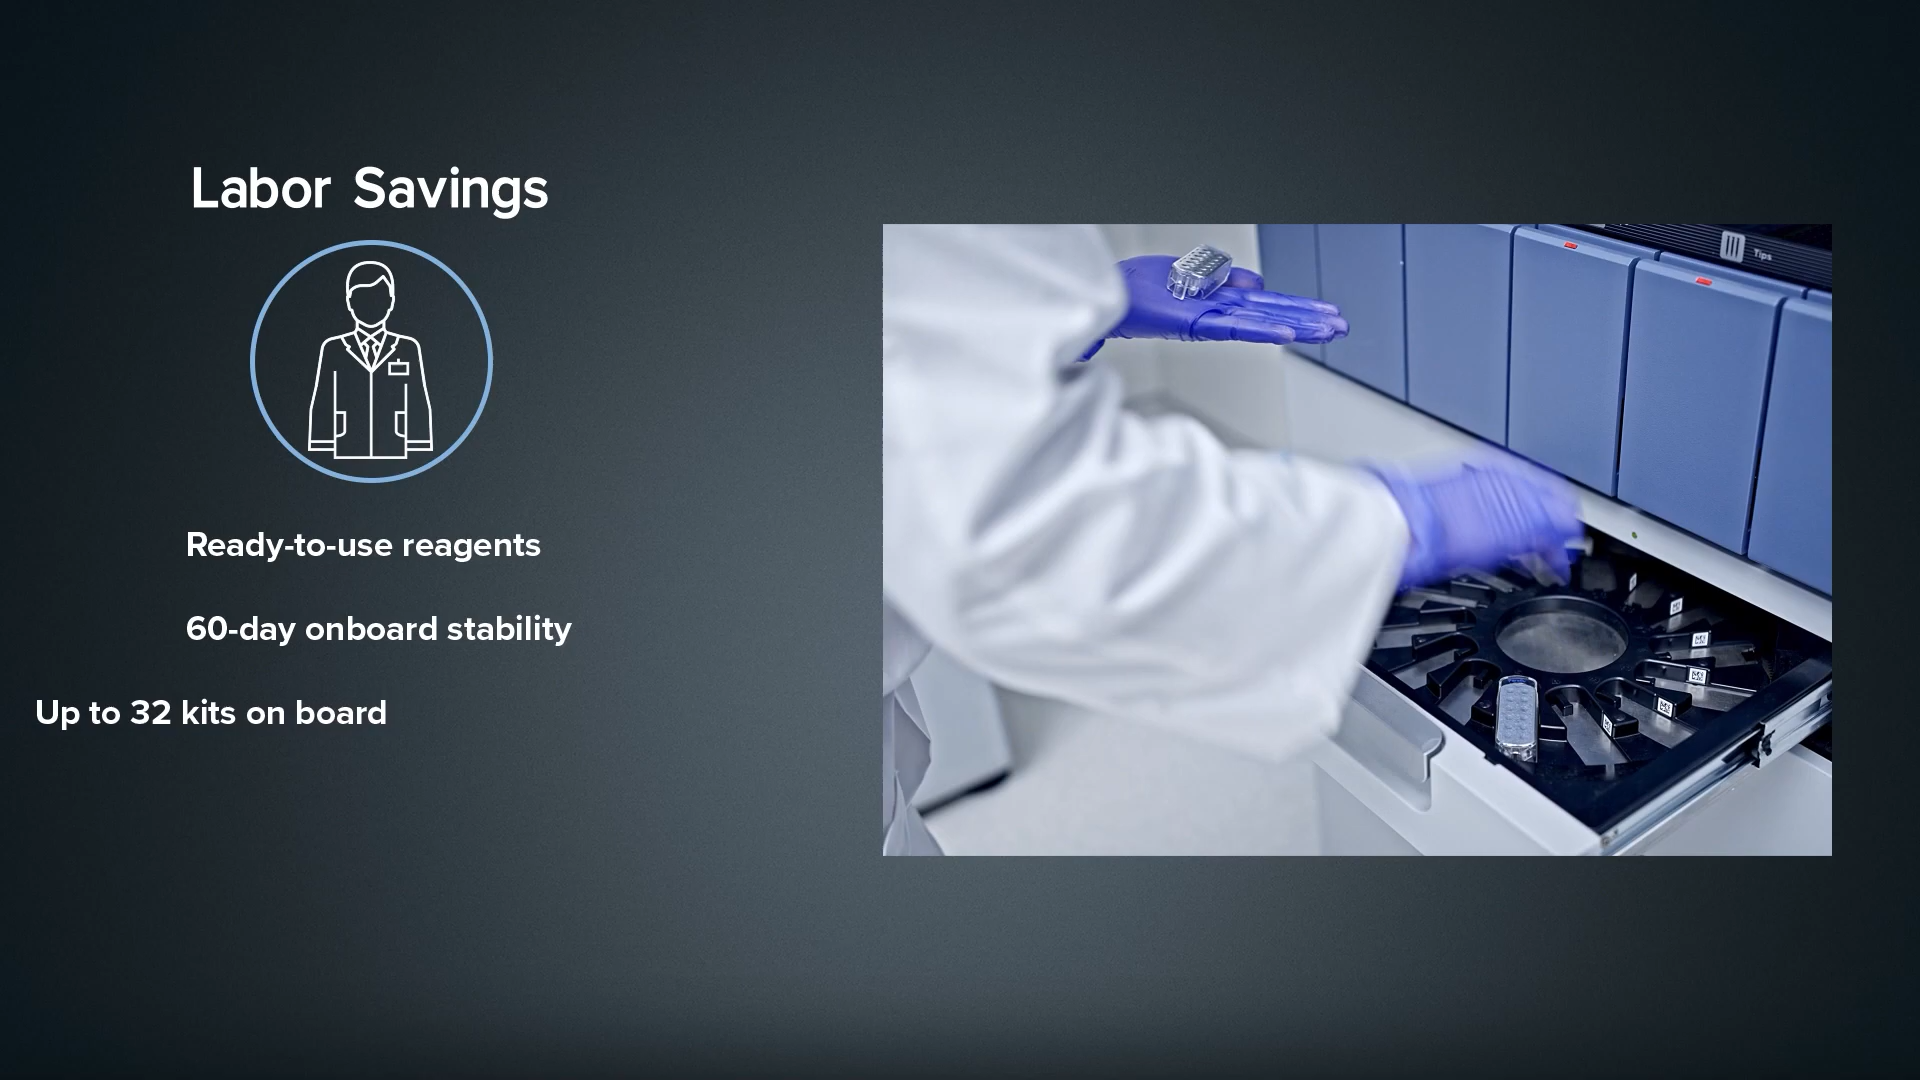 Labor Savings
Ready-to-use reagents
60-day onboard stability
Up to 32 kits on board
Tips